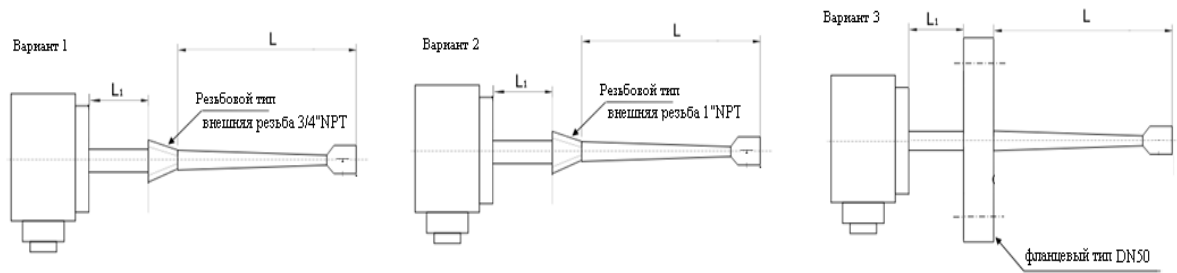 Вариант 1
L
L₁
Резьбовой тип
внешняя резьба 3/4"NPT
Вариант 2
L
L₁
Резьбовой тип
внешняя резьба 1"NPT
Вариант 3
L₁
L
фланцевый тип DN50